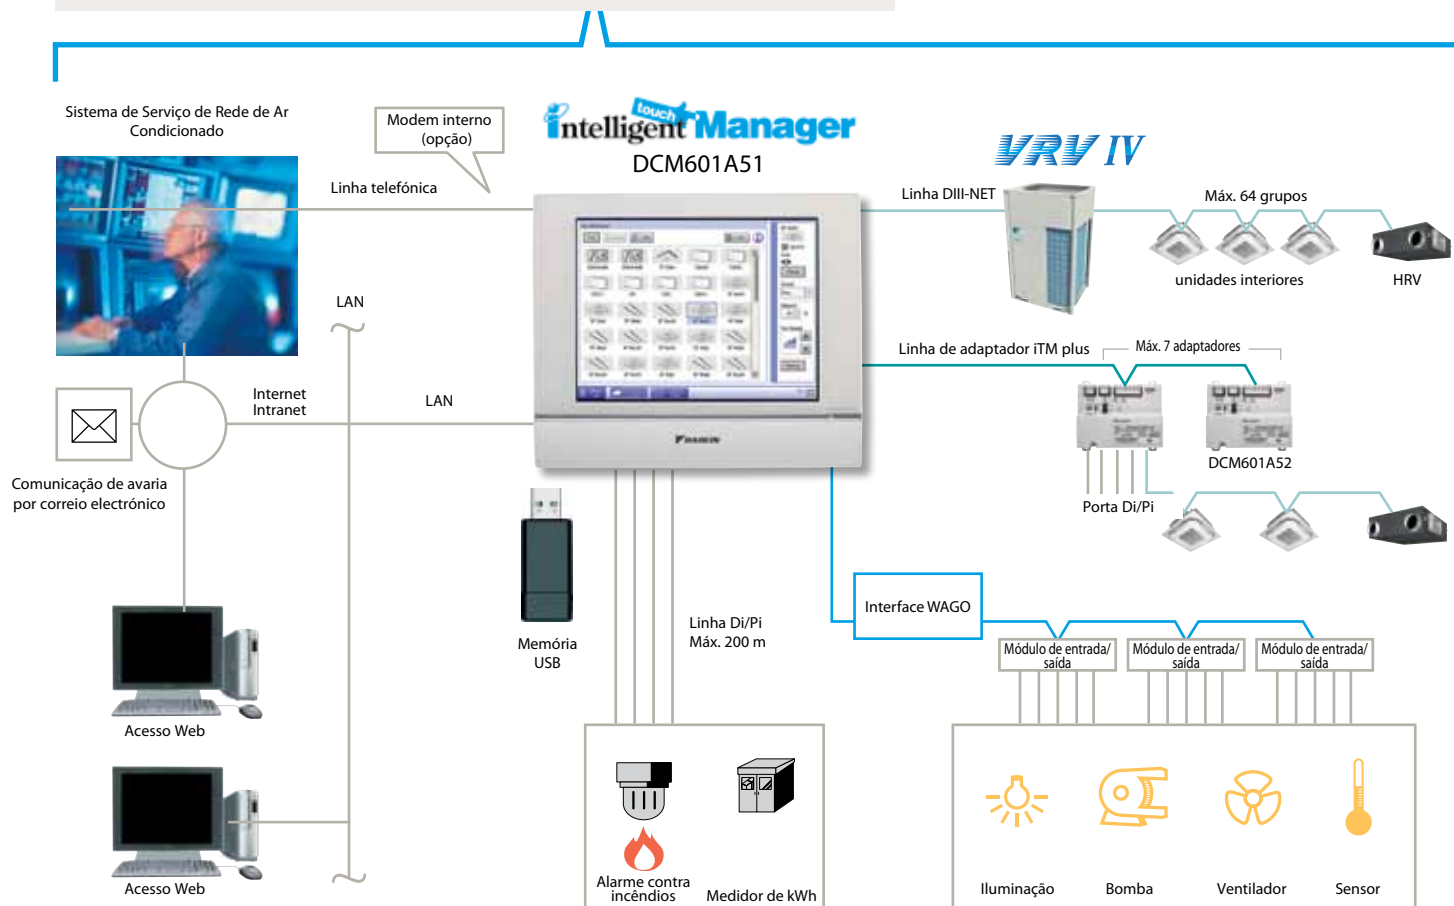 Sistema de Serviço de Rede de Ar
Condicionado
Modem interno
(opção)
Linha telefónica
intelligent touch Manager
DCM601A51
VRV IV
Linha DIII-NET
Máx. 64 grupos
unidades interiores
HRV
LAN
Internet
Intranet
LAN
Linha de adaptador iTM plus
Máx. 7 adaptadores
DCM601A52
Porta Di/Pi
DAIKIN
Comunicação de avaria
por correio electrónico
Memória
USB
Linha Di/Pi
Máx. 200 m
Interface WAGO
Módulo de entrada/
saída
Módulo de entrada/
saída
Módulo de entrada/
saída
Acesso Web
Acesso Web
Alarme contra
incêndios
Medidor de kWh
Iluminação
Bomba
Ventilador
Sensor